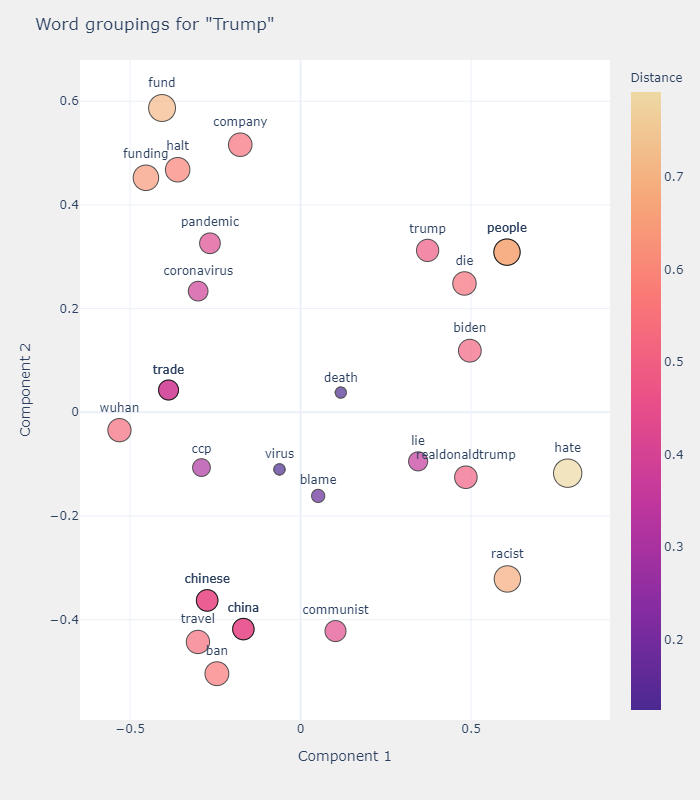 Word groupings for "Trump"
Distance
fund
0.6
company
halt
funding
0.7
0.4
pandemic
trump
people
die
coronavirus
0.6
0.2
biden
0.5
trade
death
0
wuhan
0.4
Component 2
lie
ccp
virus
realdonaldtrump
hate
blame
−0.2
0.3
racist
chinese
china
communist
−0.4
travel
0.2
ban
−0.5
0
0.5
Component 1